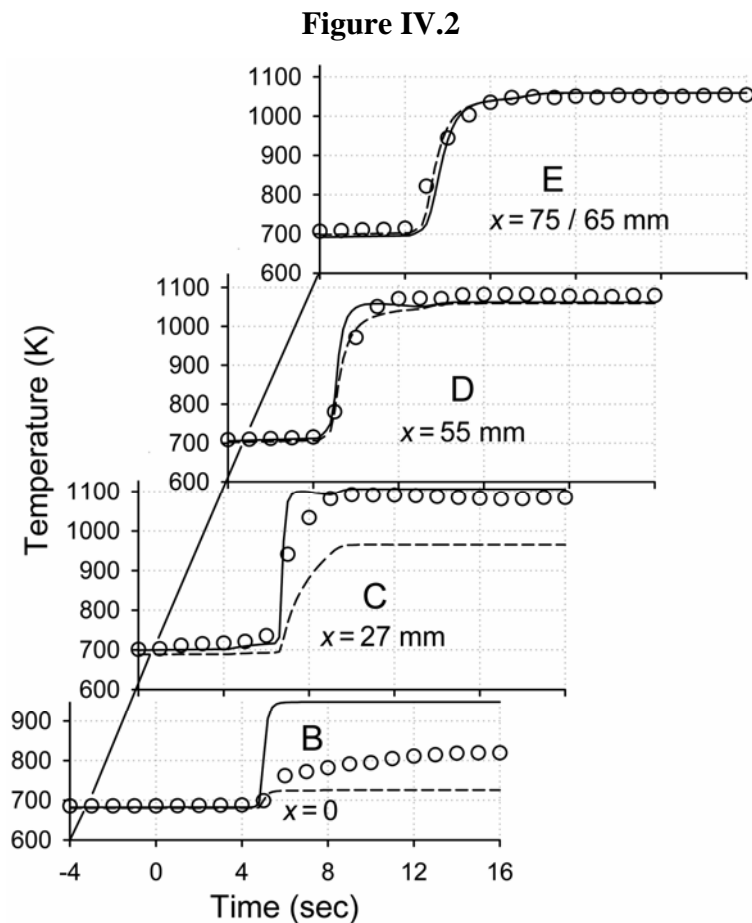 Figure IV.2
1100
1000
900
800
700
600
E
x = 75 / 65 mm
1100
1000
900
800
700
600
D
x = 55 mm
Temperature (K)
1100
1000
900
800
700
600
C
x = 27 mm
900
800
700
600
B
x = 0
-4 0 4 8 12 16
Time (sec)